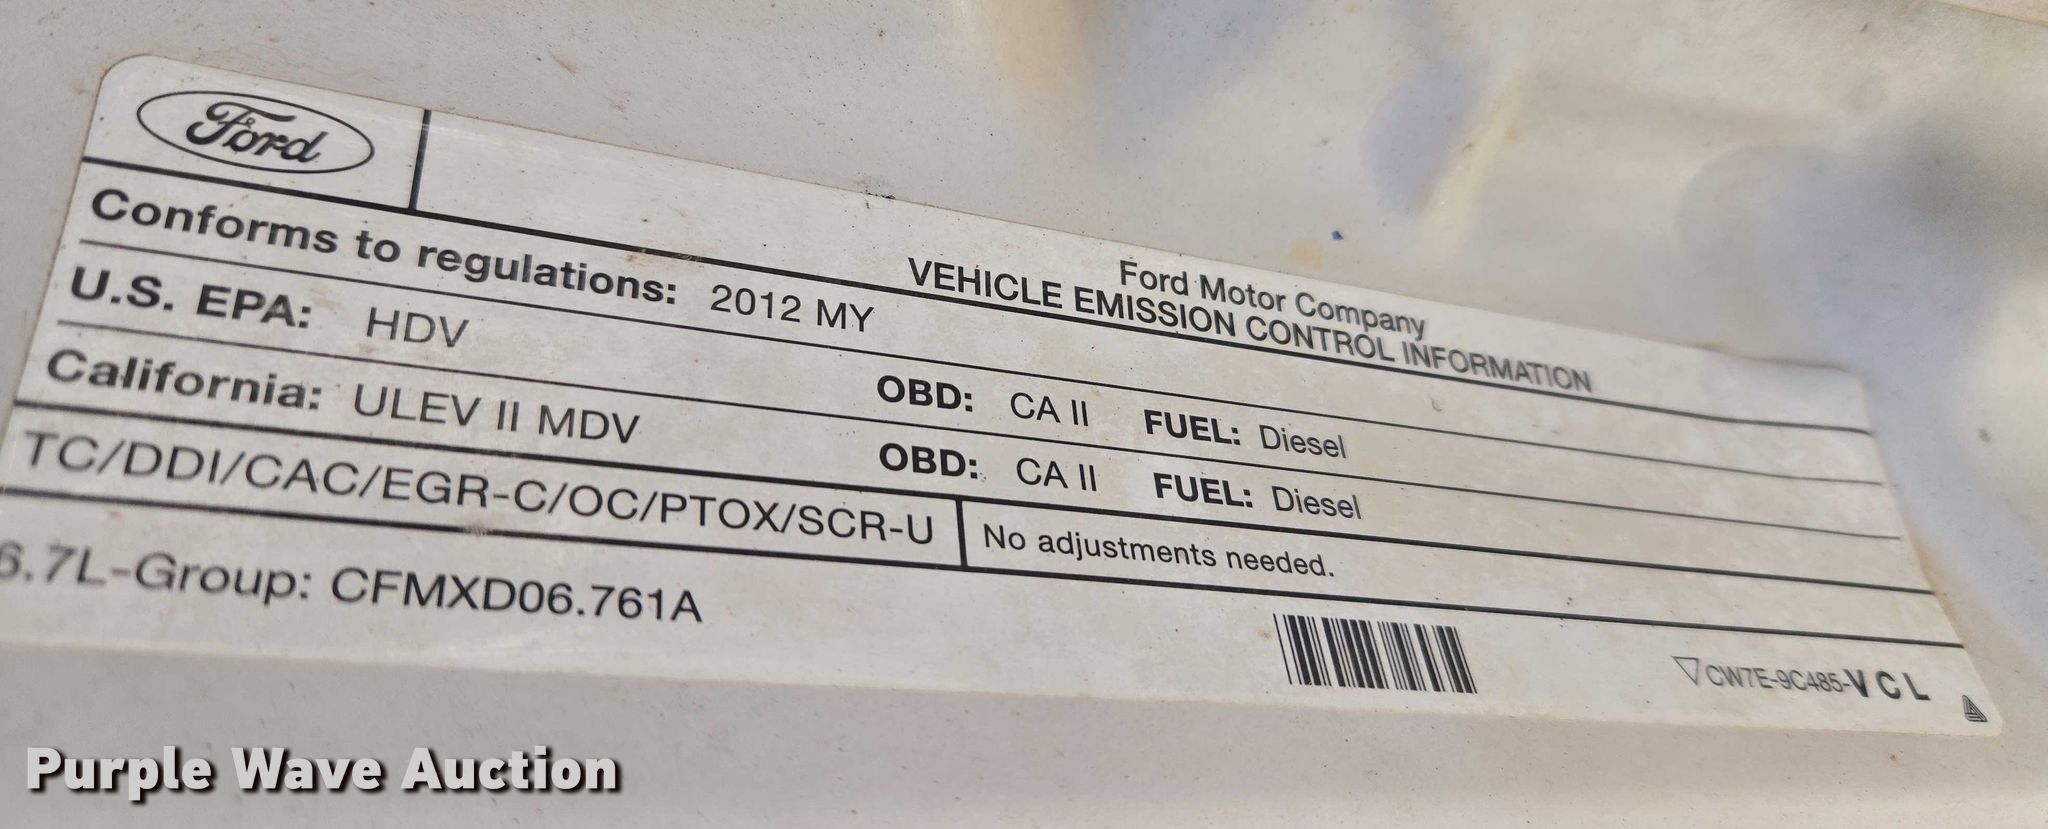 Ford
Ford Motor Company
VEHICLE EMISSION CONTROL INFORMATION
Conforms to regulations: 2012 MY
U.S. EPA: HDV OBD: CA II FUEL: Diesel
California: ULEV II MDV OBD: CA II FUEL: Diesel
TC/DDI/CAC/EGR-C/OC/PTOX/SCR-U No adjustments needed.
6.7L-Group: CFMXD06.761A
CW7E-9C485-VCL
Purple Wave Auction